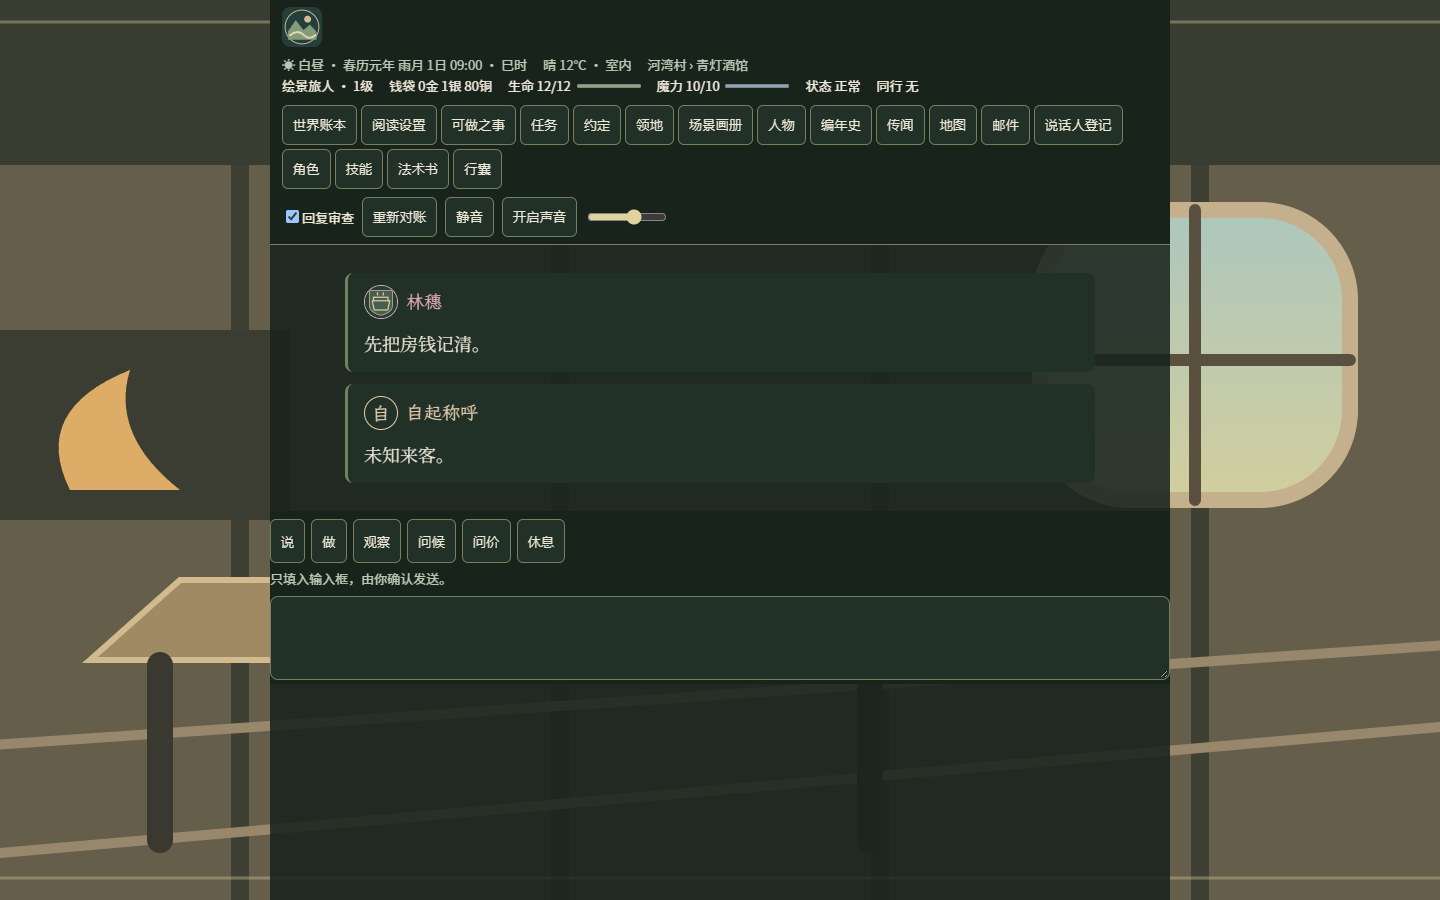 白昼 · 春历元年 雨月 1日 09:00 · 巳时 晴 12°C · 室内 河湾村 › 青灯酒馆
绘景旅人 · 1级 钱袋 0金 1银 80铜 生命 12/12 魔力 10/10 状态 正常 同行 无
世界账本 阅读设置 可做之事 任务 约定 领地 场景画册 人物 编年史 传闻 地图 邮件 说话人登记
角色 技能 法术书 行囊
回复审查 重新对账 静音 开启声音
林穗
先把房钱记清。
自 自起称呼
未知来客。
说 做 观察 问候 问价 休息
只填入输入框，由你确认发送。